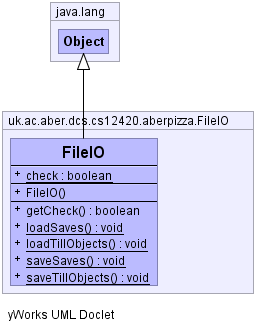 java.lang
Object
uk.ac.aber.dcs.cs12420.aberpizza.FileIO
FileIO
+ check : boolean
+ FileIO()
+ getCheck() : boolean
+ loadSaves() : void
+ loadTillObjects() : void
+ saveSaves() : void
+ saveTillObjects() : void
yWorks UML Doclet